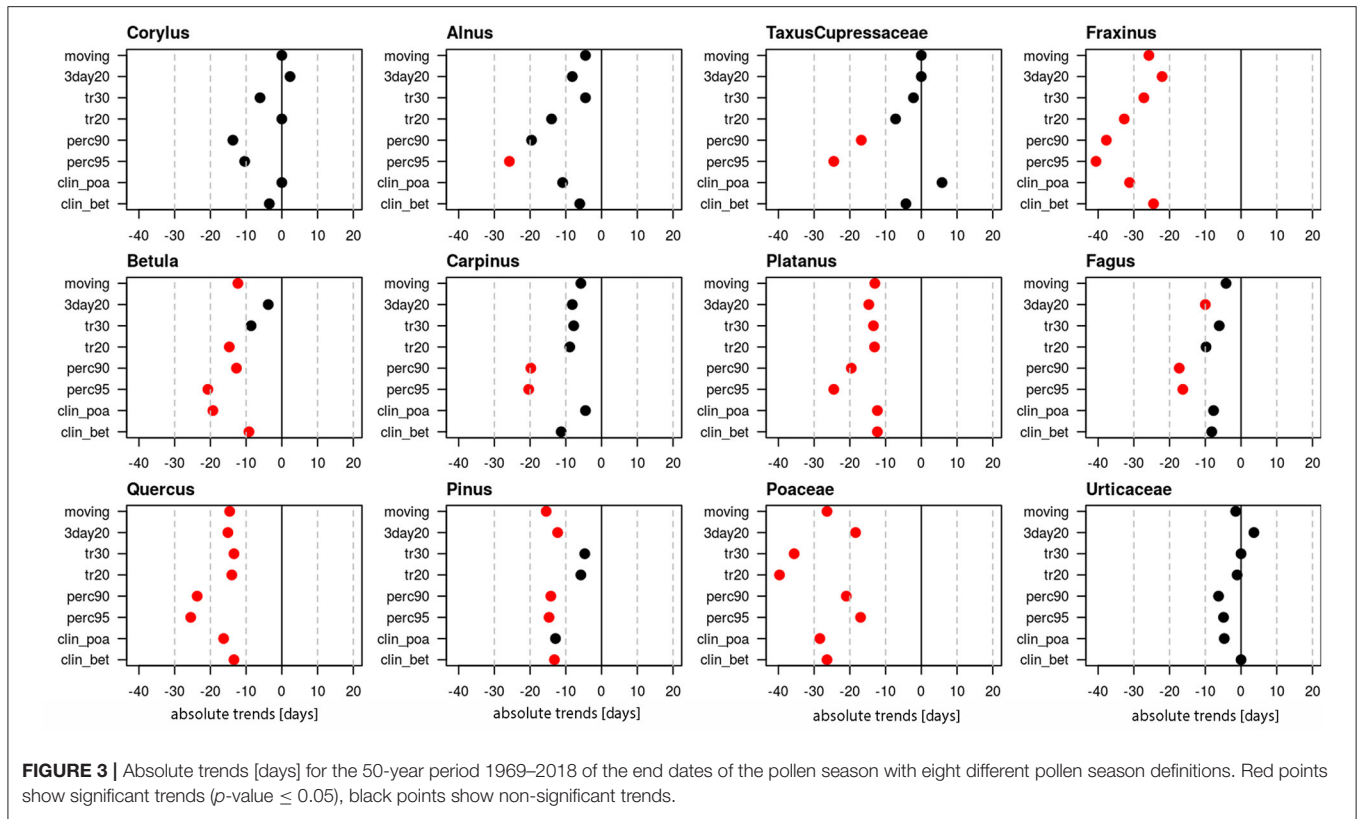 Corylus Alnus TaxusCupressaceae Fraxinus
moving moving moving moving
3day20 3day20 3day20 3day20
tr30 tr30 tr30 tr30
tr20 tr20 tr20 tr20
perc90 perc90 perc90 perc90
perc95 perc95 perc95 perc95
clin_poa clin_poa clin_poa clin_poa
clin_bet clin_bet clin_bet clin_bet
-40 -30 -20 -10 0 10 20 -40 -30 -20 -10 0 10 20 -40 -30 -20 -10 0 10 20 -40 -30 -20 -10 0 10 20
Betula Carpinus Platanus Fagus
moving moving moving moving
3day20 3day20 3day20 3day20
tr30 tr30 tr30 tr30
tr20 tr20 tr20 tr20
perc90 perc90 perc90 perc90
perc95 perc95 perc95 perc95
clin_poa clin_poa clin_poa clin_poa
clin_bet clin_bet clin_bet clin_bet
-40 -30 -20 -10 0 10 20 -40 -30 -20 -10 0 10 20 -40 -30 -20 -10 0 10 20 -40 -30 -20 -10 0 10 20
Quercus Pinus Poaceae Urticaceae
moving moving moving moving
3day20 3day20 3day20 3day20
tr30 tr30 tr30 tr30
tr20 tr20 tr20 tr20
perc90 perc90 perc90 perc90
perc95 perc95 perc95 perc95
clin_poa clin_poa clin_poa clin_poa
clin_bet clin_bet clin_bet clin_bet
-40 -30 -20 -10 0 10 20 -40 -30 -20 -10 0 10 20 -40 -30 -20 -10 0 10 20 -40 -30 -20 -10 0 10 20
absolute trends [days] absolute trends [days] absolute trends [days] absolute trends [days]
FIGURE 3 | Absolute trends [days] for the 50-year period 1969–2018 of the end dates of the pollen season with eight different pollen season definitions. Red points
show significant trends (p-value ≤ 0.05), black points show non-significant trends.